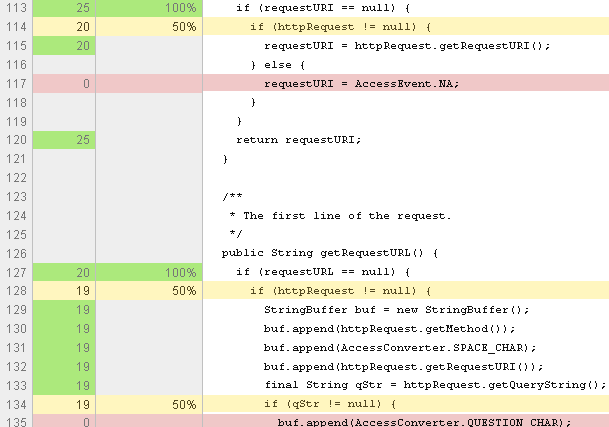 113 25 100% if (requestURI == null) {
114 20 50% if (httpRequest != null) {
115 20 requestURI = httpRequest.getRequestURI();
116 } else {
117 0 requestURI = AccessEvent.NA;
118 }
119 }
120 25 return requestURI;
121 }
122
123 /**
124 * The first line of the request.
125 */
126 public String getRequestURL() {
127 20 100% if (requestURL == null) {
128 19 50% if (httpRequest != null) {
129 19 StringBuffer buf = new StringBuffer();
130 19 buf.append(httpRequest.getMethod());
131 19 buf.append(AccessConverter.SPACE_CHAR);
132 19 buf.append(httpRequest.getRequestURI());
133 19 final String qStr = httpRequest.getQueryString();
134 19 50% if (qStr != null) {
135 0 buf.append(AccessConverter.QUESTION_CHAR);